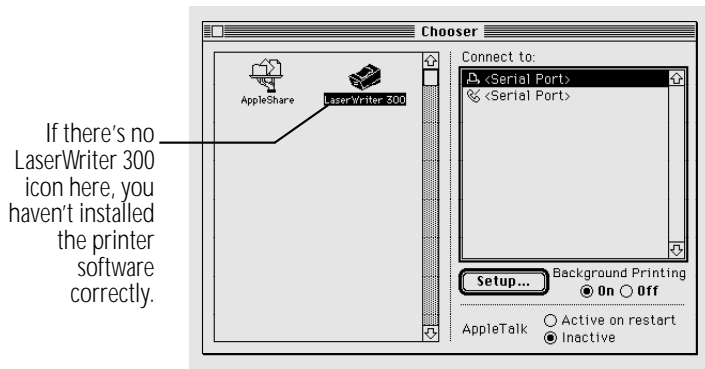 Chooser
AppleShare
LaserWriter 300
Connect to:
<Serial Port>
<Serial Port>
Setup...
Background Printing
On Off
AppleTalk
Active on restart
Inactive
If there's no
LaserWriter 300
icon here, you
haven't installed
the printer
software
correctly.